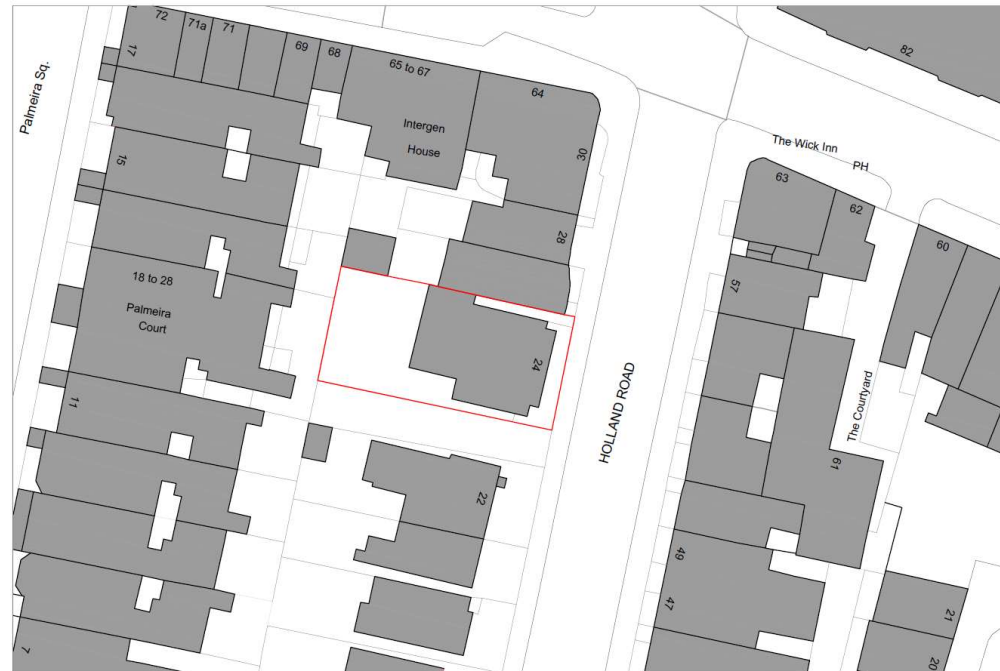 72
71a
71
69
68
65 to 67
64
82
17
Palmeira Sq.
Intergen
House
30
The Wick Inn
PH
15
63
62
28
60
18 to 28
Palmeira
Court
57
24
HOLLAND ROAD
The Courtyard
11
61
22
49
47
21
20
7